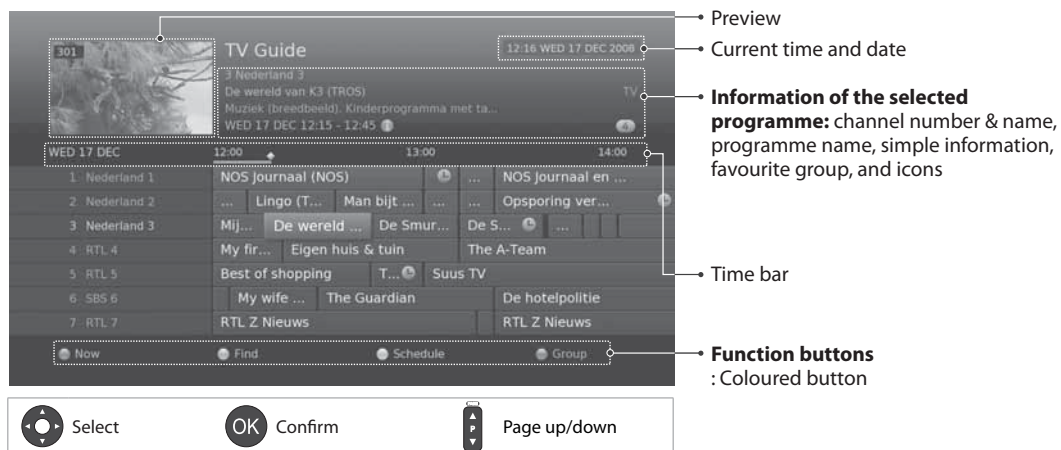 Preview
301
TV Guide
12:16 WED 17 DEC 2008
Current time and date
3 Nederland 3
De wereld van K3 (TROS)
TV
Muziek (breedbeeld). Kinderprogramma met ta...
WED 17 DEC 12:15 - 12:45
4
Information of the selected
programme: channel number & name,
programme name, simple information,
favourite group, and icons
WED 17 DEC 12:00 13:00 14:00
1 Nederland 1 NOS Journaal (NOS) ... NOS Journaal en ...
2 Nederland 2 ... Lingo (T... Man bijt ... ... ... Opsporing ver...
3 Nederland 3 Mij... De wereld ... De Smur... De S... ...
4 RTL 4 My fir... Eigen huis & tuin The A-Team
5 RTL 5 Best of shopping T... Suus TV
Time bar
6 SBS 6 My wife ... The Guardian De hotelpolitie
7 RTL 7 RTL Z Nieuws RTL Z Nieuws
Now Find Schedule Group
Function buttons
: Coloured button
Select OK Confirm P Page up/down